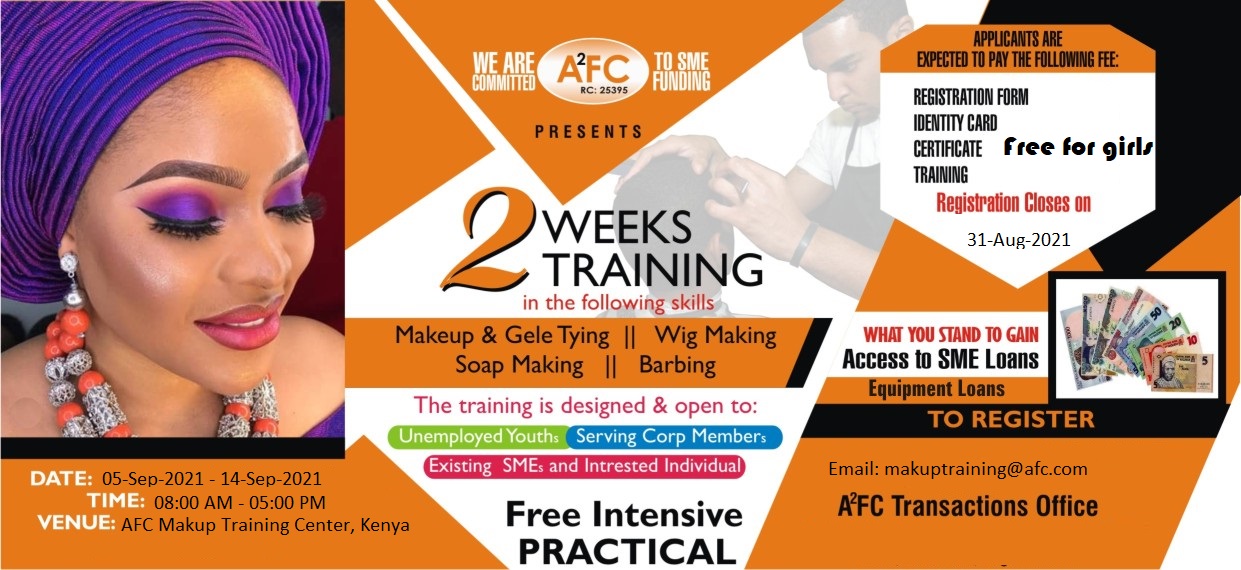 WE ARE
COMMITTED
A²FC
RC: 25395
TO SME
FUNDING
PRESENTS
2 WEEKS
TRAINING
in the following skills
Makeup & Gele Tying || Wig Making
Soap Making || Barbing
The training is designed & open to:
Unemployed Youths Serving Corp Members
Existing SMEs and Intrested Individual
Free Intensive
PRACTICAL
DATE: 05-Sep-2021 - 14-Sep-2021
TIME: 08:00 AM - 05:00 PM
VENUE: AFC Makup Training Center, Kenya
APPLICANTS ARE
EXPECTED TO PAY THE FOLLOWING FEE:
REGISTRATION FORM
IDENTITY CARD
CERTIFICATE Free for girls
TRAINING
Registration Closes on
31-Aug-2021
WHAT YOU STAND TO GAIN
Access to SME Loans
Equipment Loans
50
20
10
5
TO REGISTER
Email: makuptraining@afc.com
A²FC Transactions Office